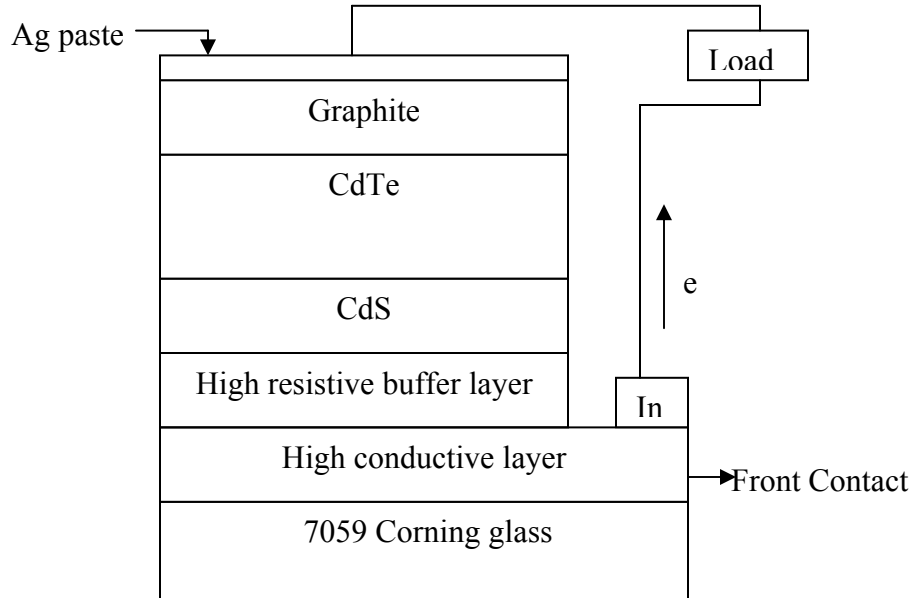 Ag paste
Load
Graphite
CdTe
e
CdS
High resistive buffer layer
In
High conductive layer
Front Contact
7059 Corning glass